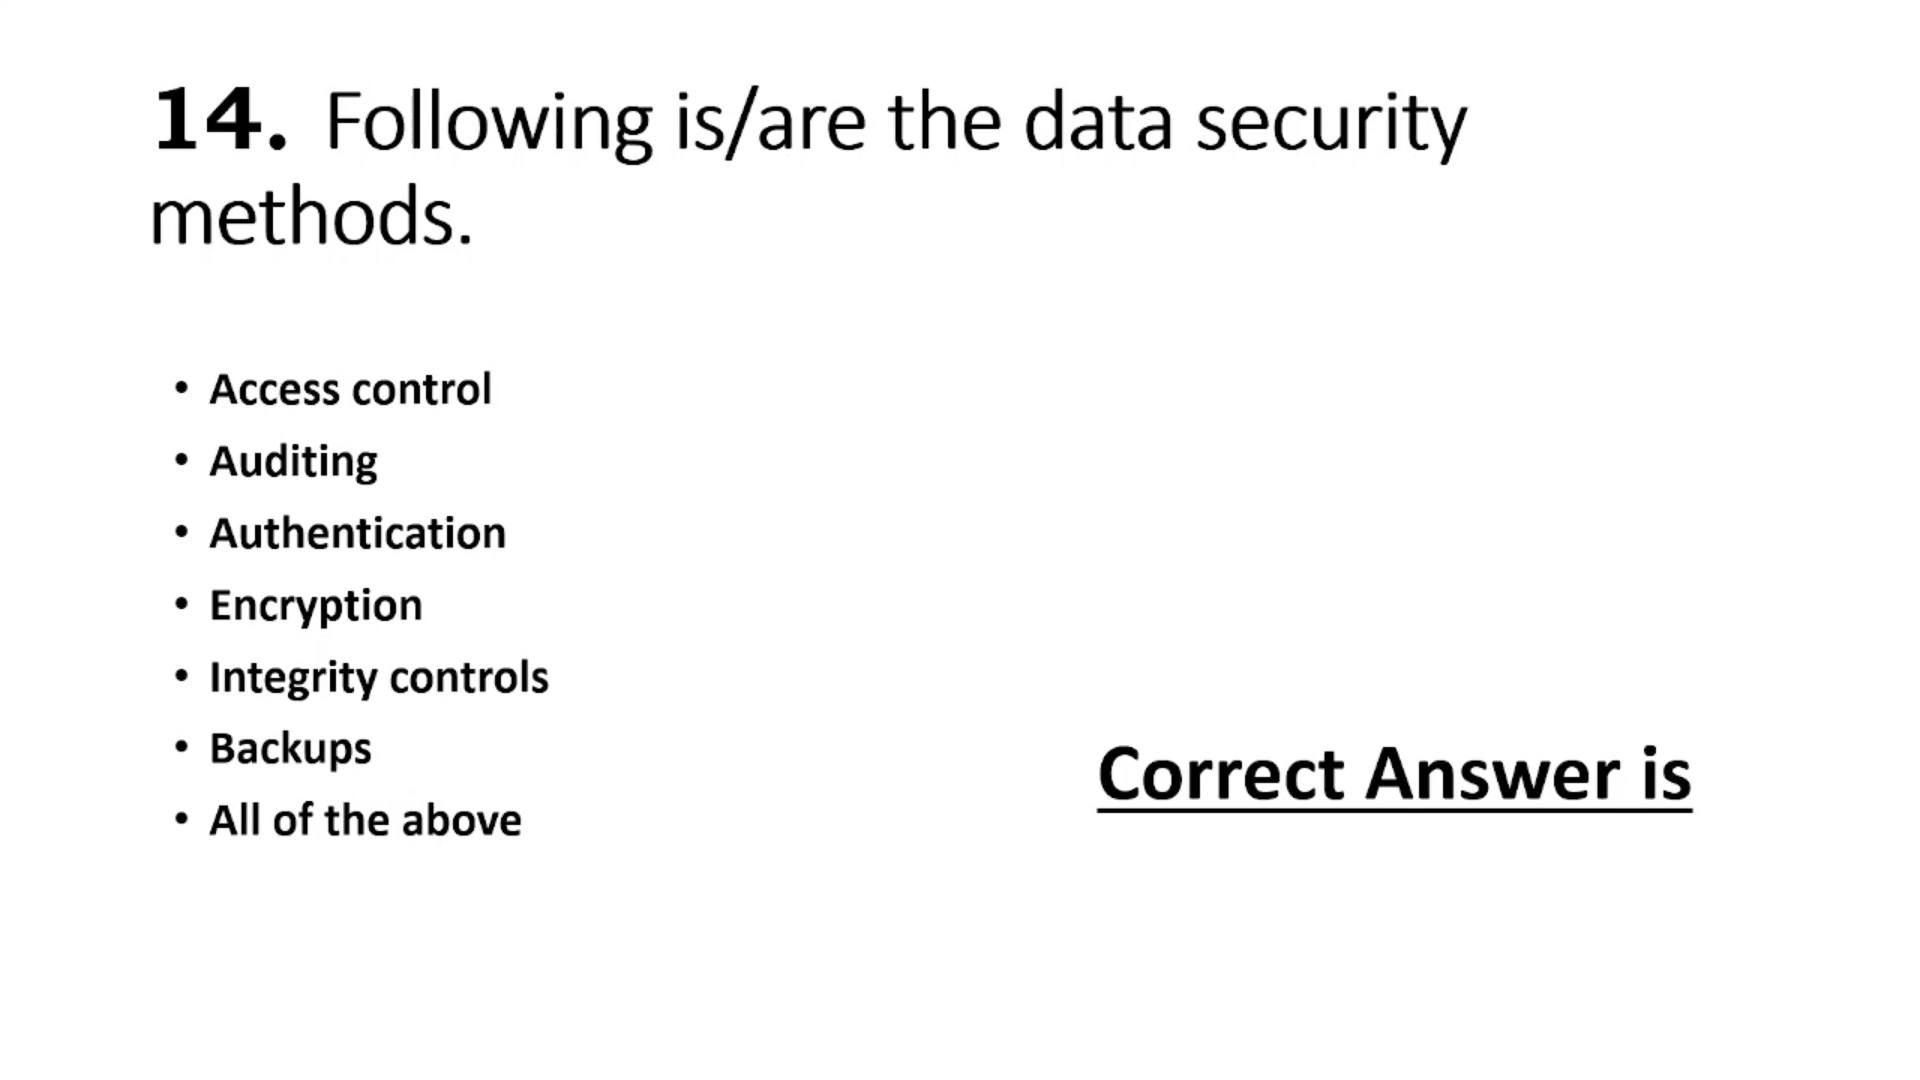 14. Following is/are the data security
methods.
• Access control
• Auditing
• Authentication
• Encryption
• Integrity controls
• Backups
• All of the above
Correct Answer is